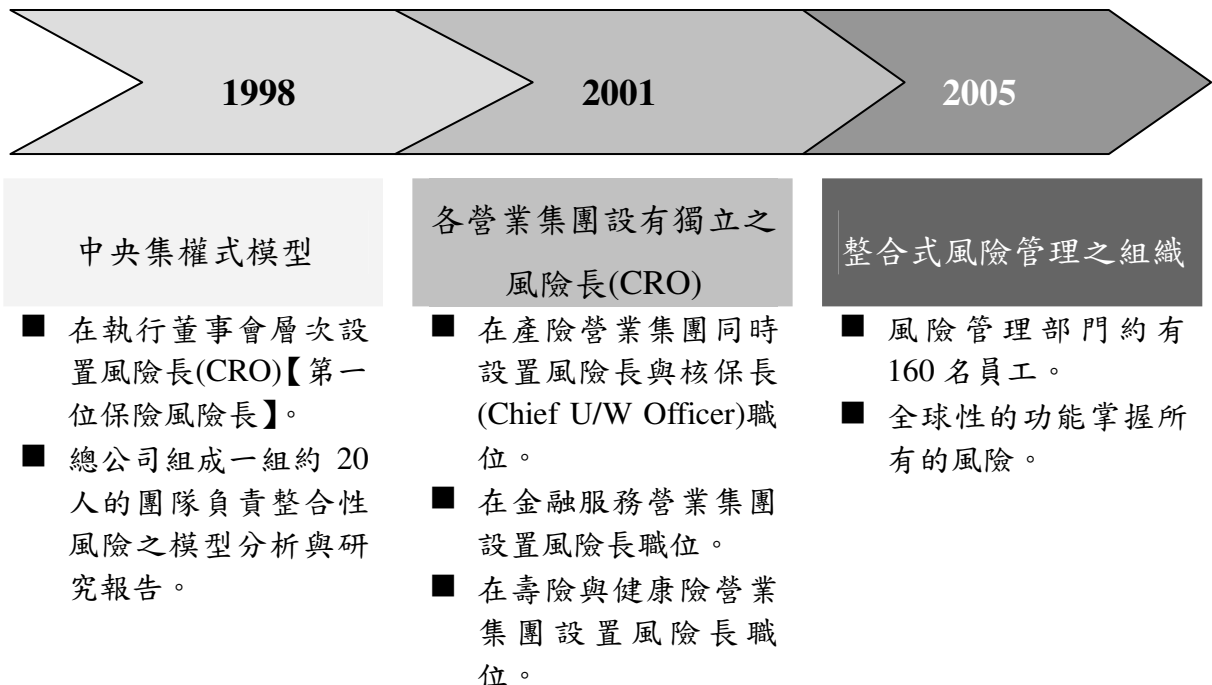 1998
2001
2005
中央集權式模型
■ 在執行董事會層次設
置風險長(CRO)【第一
位保險風險長】。
■ 總公司組成一組約 20
人的團隊負責整合性
風險之模型分析與研
究報告。
各營業集團設有獨立之
風險長(CRO)
■ 在產險營業集團同時
設置風險長與核保長
(Chief U/W Officer)職
位。
■ 在金融服務營業集團
設置風險長職位。
■ 在壽險與健康險營業
集團設置風險長職
位。
整合式風險管理之組織
■ 風險管理部門約有
160 名員工。
■ 全球性的功能掌握所
有的風險。